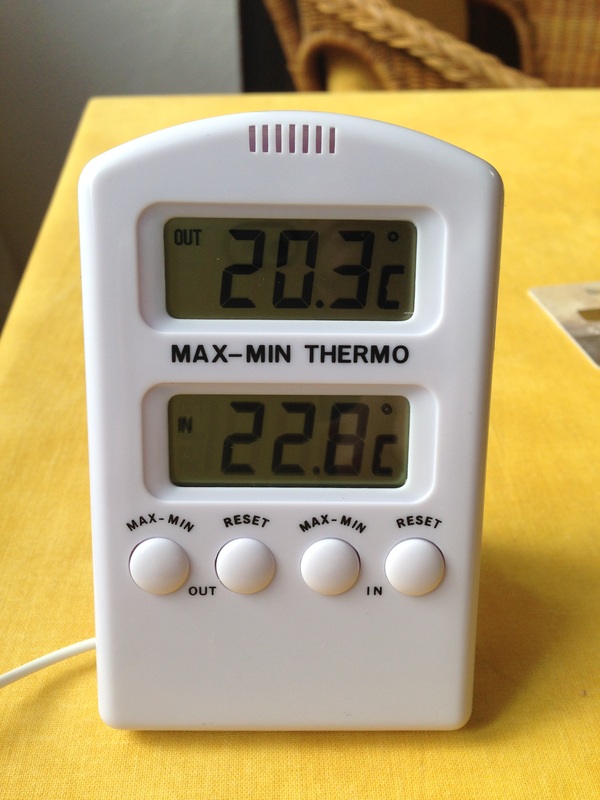 OUT 20.3°C
MAX-MIN THERMO
IN 22.8°C
MAX-MIN RESET MAX-MIN RESET
OUT IN